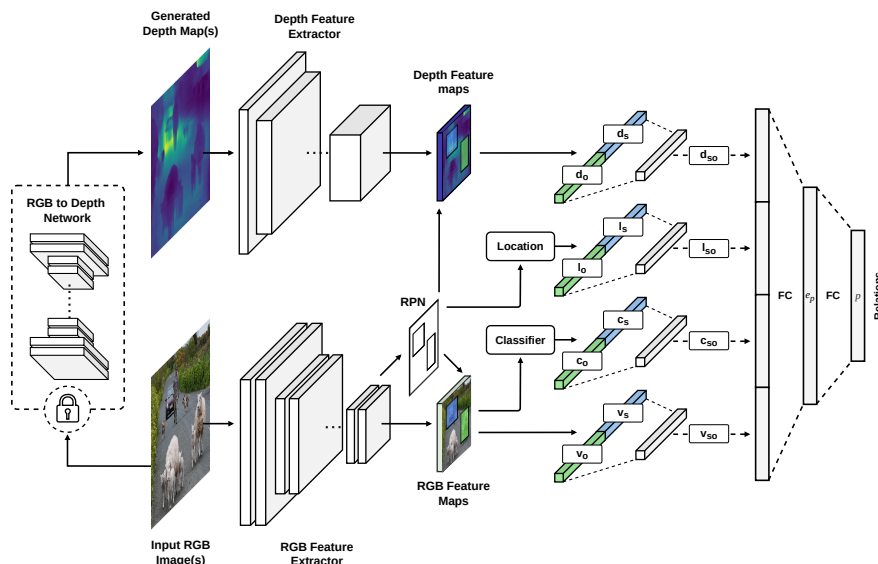 Generated
Depth Map(s)
Depth Feature
Extractor
Depth Feature
maps
RGB to Depth
Network
d_s
d_o
d_so
Location
l_s
l_o
l_so
RPN
Classifier
c_s
c_o
c_so
v_s
v_o
v_so
FC
e_p
FC
p
Relations
RGB Feature
Maps
Input RGB
Image(s)
RGB Feature
Extractor